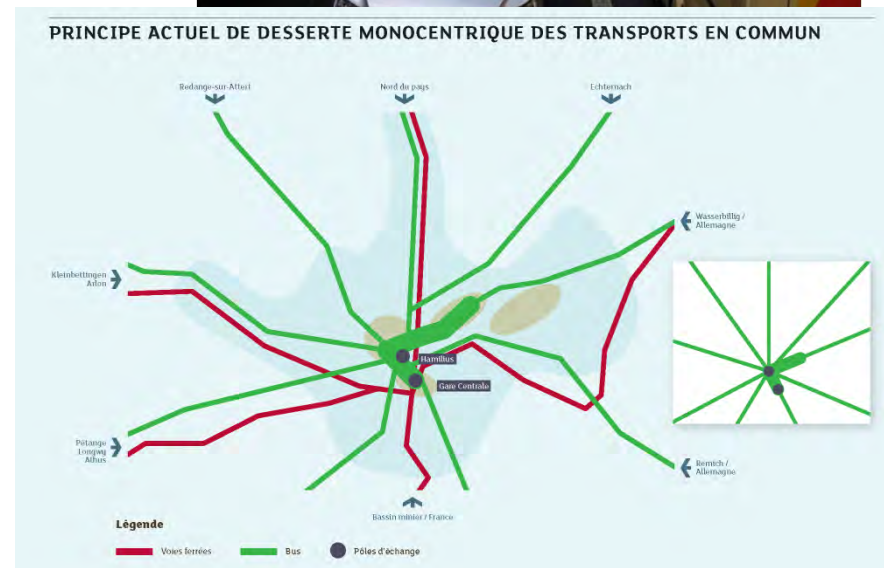 PRINCIPE ACTUEL DE DESSERTE MONOCENTRIQUE DES TRANSPORTS EN COMMUN
Redange-sur-Attert
Nord du pays
Echternach
Wasserbillig /
Allemagne
Kleinbettingen
Arlon
Hamilius
Gare Centrale
Pétange
Longwy
Athus
Remich /
Allemagne
Bassin minier / France
Légende
Voies ferrées
Bus
Pôles d'échange